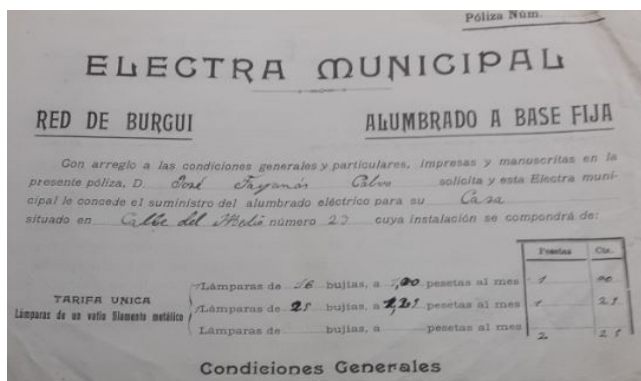 Póliza Núm.
ELECTRA MUNICIPAL
RED DE BURGUI
ALUMBRADO A BASE FIJA
Con arreglo a las condiciones generales y particulares, impresas y manuscritas en la
presente póliza, D. José Fayanás Calvo solicita y esta Electra muni-
cipal le concede el suministro del alumbrado eléctrico para su Casa
situado en Calle del Medio número 23 cuya instalación se compondrá de:
Pesetas Cts.
Lámparas de 16 bujías, a 1,00 pesetas al mes 1 00
TARIFA UNICA
Lámparas de un vatio filamento metálico
Lámparas de 25 bujías, a 1,25 pesetas al mes 1 25
Lámparas de bujías, a pesetas al mes
2 25
Condiciones Generales